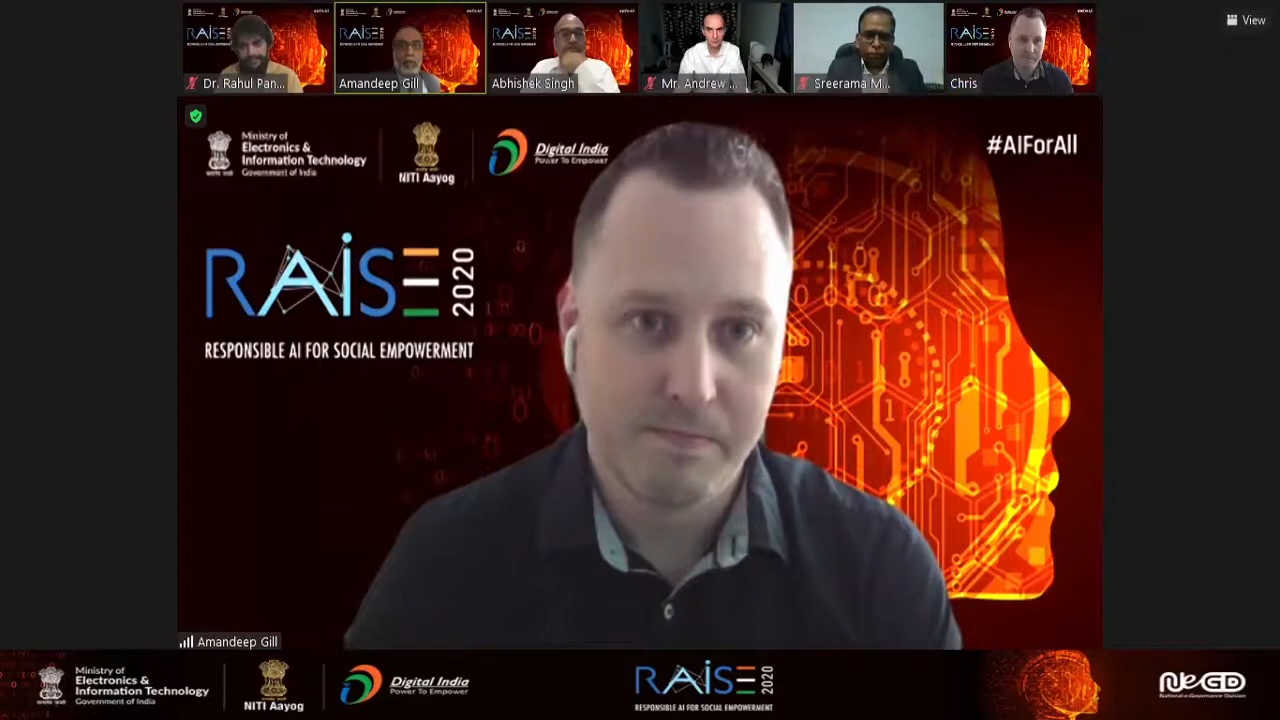 View
Dr. Rahul Pan...
Amandeep Gill
Abhishek Singh
Mr. Andrew ...
Sreerama M...
Chris
Ministry of
Electronics &
Information Technology
Government of India
NITI Aayog
Digital India
Power To Empower
#AIForAll
RAISE 2020
RESPONSIBLE AI FOR SOCIAL EMPOWERMENT
Amandeep Gill
Ministry of
Electronics &
Information Technology
Government of India
NITI Aayog
Digital India
Power To Empower
RAISE 2020
RESPONSIBLE AI FOR SOCIAL EMPOWERMENT
NeGD
National e-Governance Division